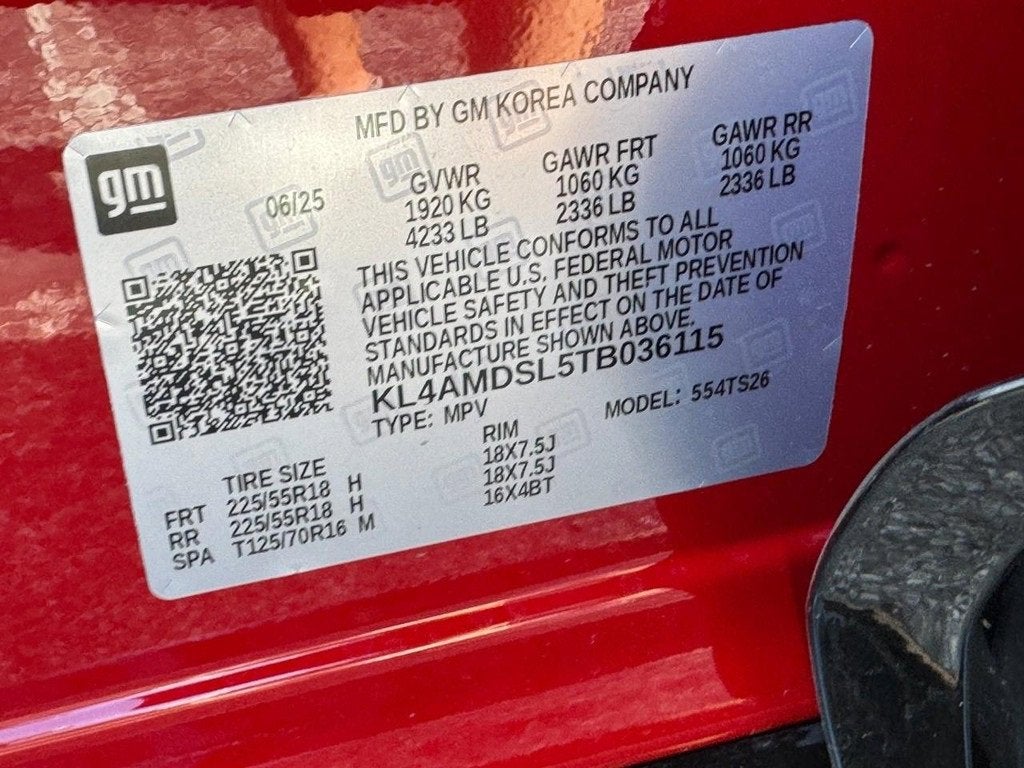 MFD BY GM KOREA COMPANY
gm
06/25
GVWR
1920 KG
4233 LB
GAWR FRT
1060 KG
2336 LB
GAWR RR
1060 KG
2336 LB
THIS VEHICLE CONFORMS TO ALL
APPLICABLE U.S. FEDERAL MOTOR
VEHICLE SAFETY AND THEFT PREVENTION
STANDARDS IN EFFECT ON THE DATE OF
MANUFACTURE SHOWN ABOVE.
KL4AMDSL5TB036115
TYPE: MPV
MODEL: 554TS26
TIRE SIZE
RIM
FRT 225/55R18 H 18X7.5J
RR 225/55R18 H 18X7.5J
SPA T125/70R16 M 16X4BT